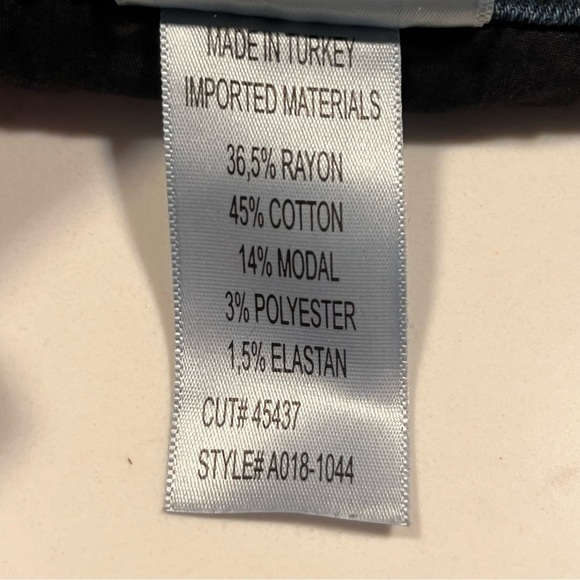 MADE IN TURKEY
IMPORTED MATERIALS
36,5% RAYON
45% COTTON
14% MODAL
3% POLYESTER
1,5% ELASTAN
CUT# 45437
STYLE# A018-1044